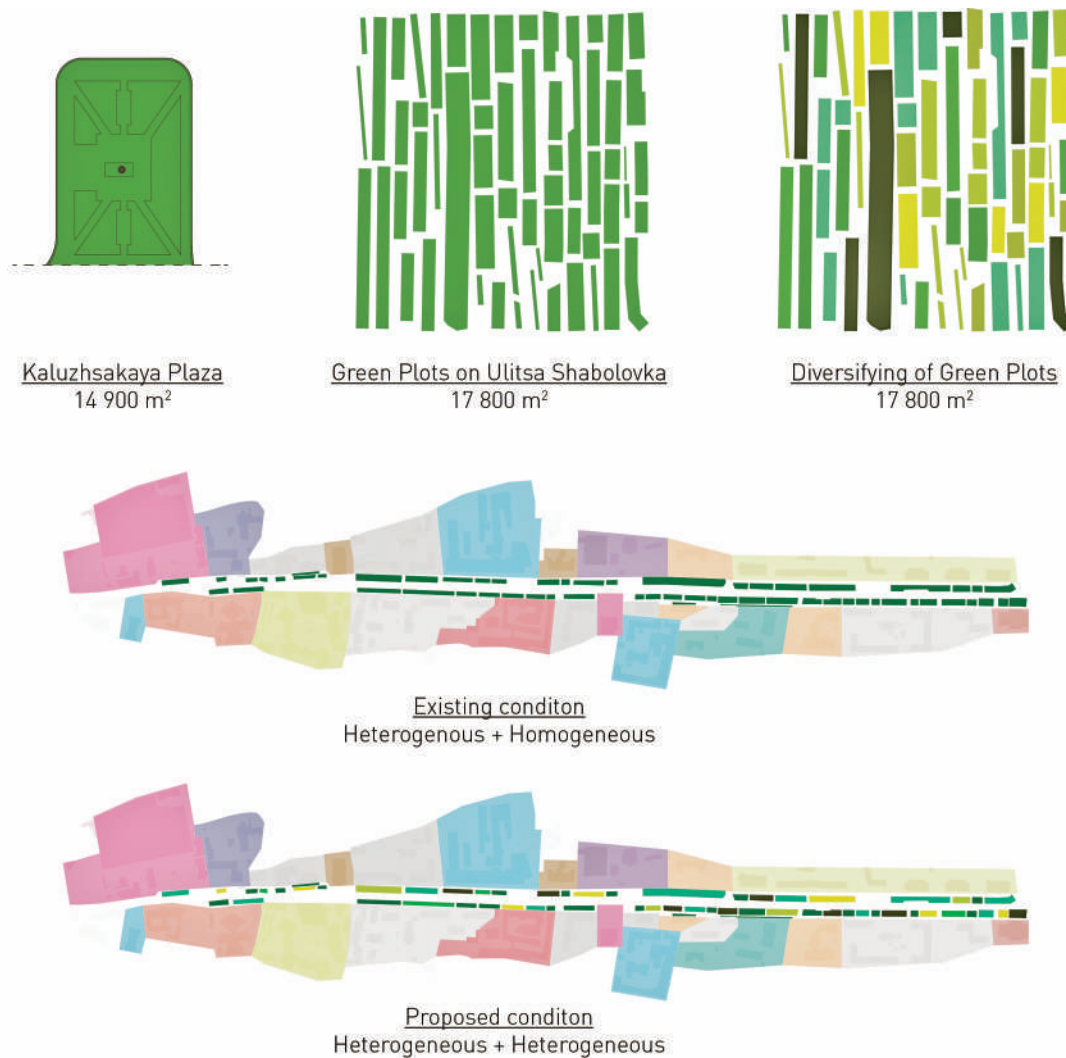 Kaluzhsakaya Plaza
14 900 m²
Green Plots on Ulitsa Shabolovka
17 800 m²
Diversifying of Green Plots
17 800 m²
Existing conditon
Heterogenous + Homogeneous
Proposed conditon
Heterogeneous + Heterogeneous